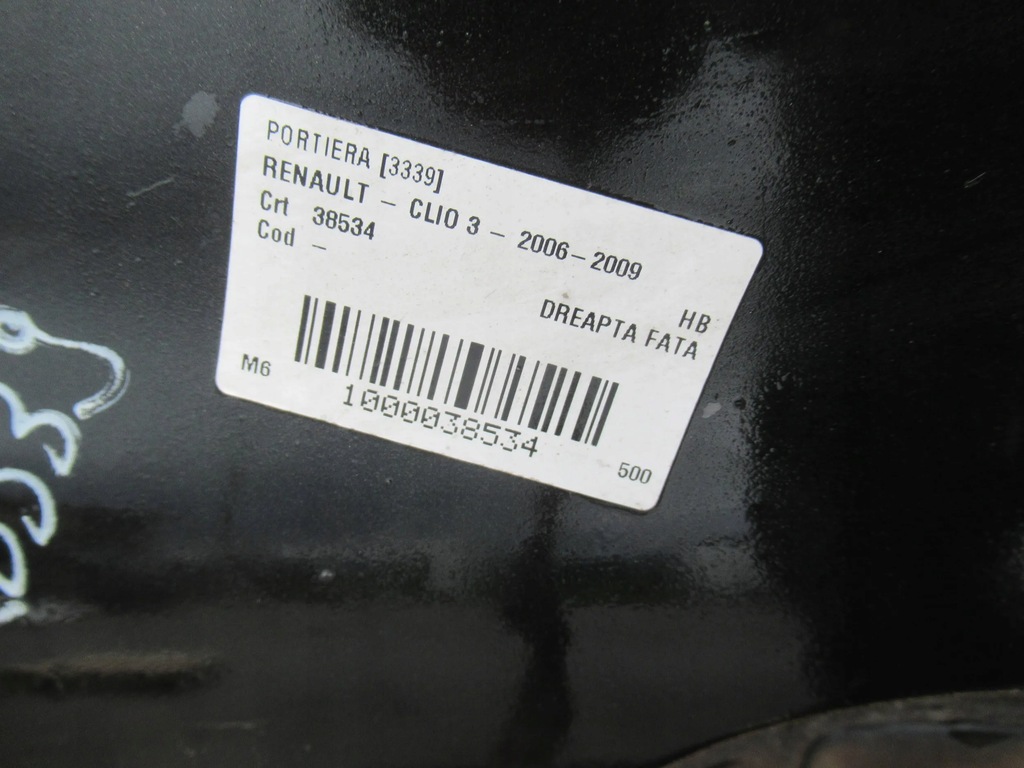 PORTIERA [3339]
RENAULT - CLIO 3 - 2006-2009
Crt 38534
Cod -
HB
DREAPTA FATA
M6
1000038534
500